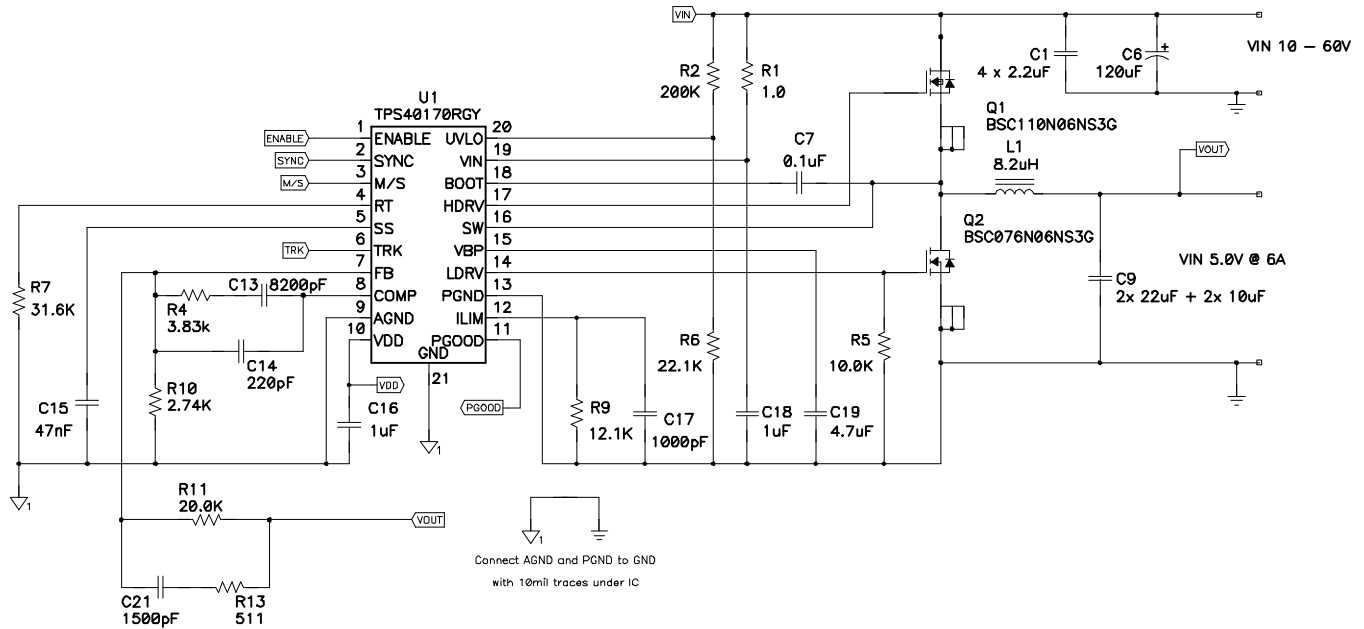 VIN
VIN 10 – 60V
C1
4 x 2.2uF
C6
+
120uF
R2
200K
R1
1.0
Q1
BSC110N06NS3G
L1
8.2uH
VOUT
C7
0.1uF
Q2
BSC076N06NS3G
VIN 5.0V @ 6A
C9
2x 22uF + 2x 10uF
U1
TPS40170RGY
ENABLE
1
ENABLE
UVLO
20
SYNC
2
SYNC
VIN
19
M/S
3
M/S
BOOT
18
4
RT
HDRV
17
5
SS
SW
16
TRK
6
TRK
VBP
15
7
FB
LDRV
14
8
COMP
PGND
13
9
AGND
ILIM
12
10
VDD
PGOOD
11
GND
21
R7
31.6K
C13
8200pF
R4
3.83k
C14
220pF
R10
2.74K
C15
47nF
VDD
C16
1uF
PGOOD
R9
12.1K
C17
1000pF
R6
22.1K
C18
1uF
C19
4.7uF
R5
10.0K
1
1
R11
20.0K
VOUT
C21
1500pF
R13
511
1
Connect AGND and PGND to GND
with 10mil traces under IC